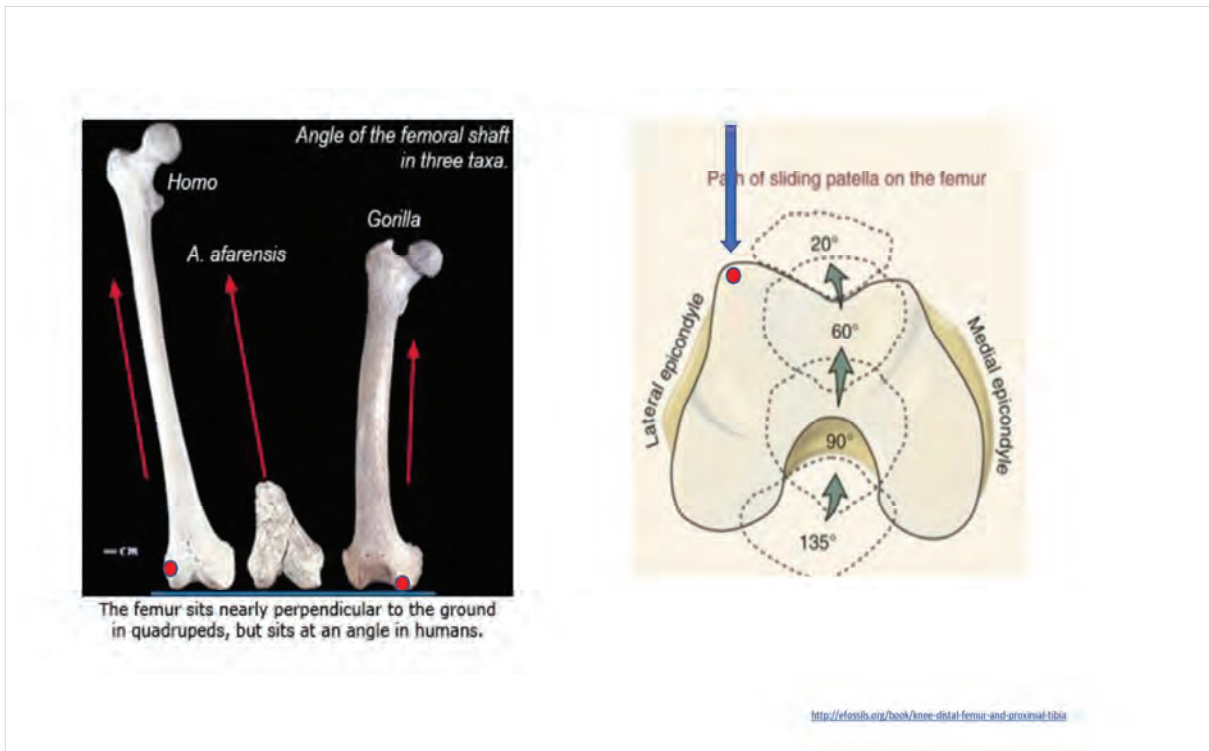 Angle of the femoral shaft
in three taxa.
Homo
Gorilla
A. afarensis
CM
The femur sits nearly perpendicular to the ground
in quadrupeds, but sits at an angle in humans.
Path of sliding patella on the femur
20°
60°
90°
135°
Lateral epicondyle
Medial epicondyle
http://efossils.org/book/knee-distal-femur-and-proximial-tibia